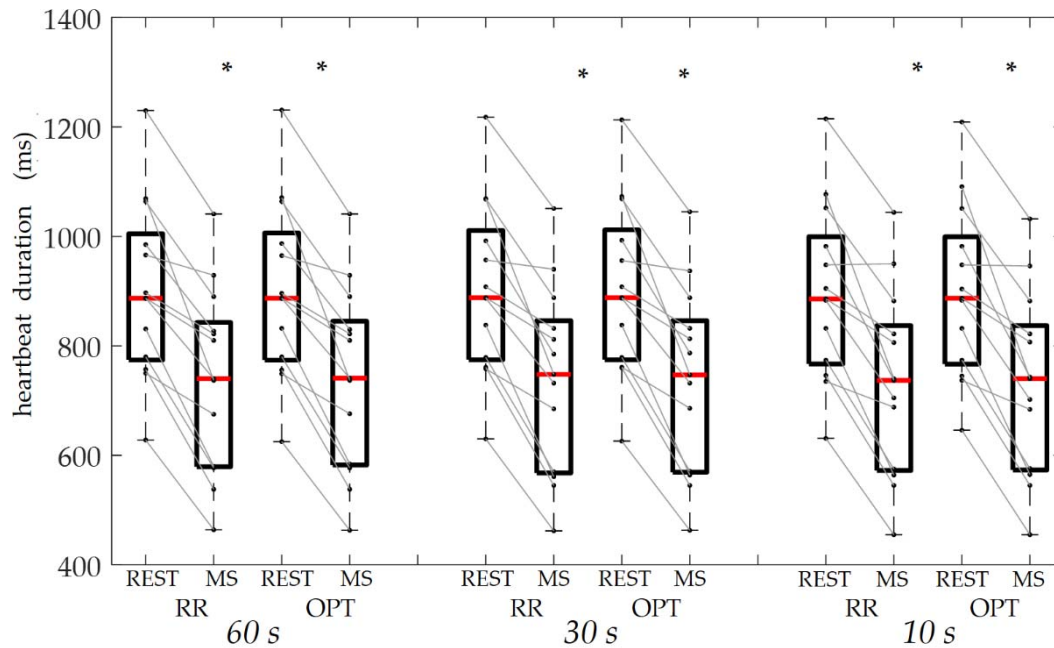 1400
* * * * * *
1200
1000
800
600
400
heartbeat duration (ms)
REST MS REST MS REST MS REST MS REST MS REST MS
RR OPT RR OPT RR OPT
60 s 30 s 10 s